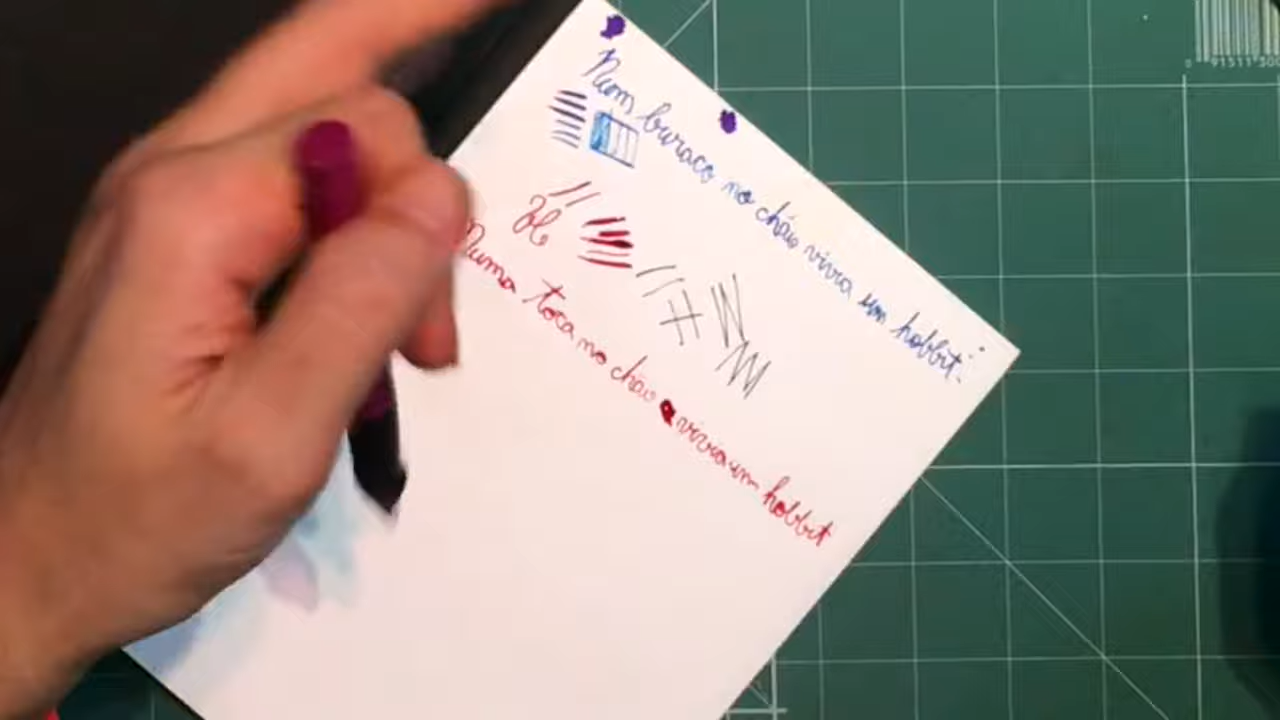 Num buraco no chão vivia um hobbit.
Numa toca no chão vivia um hobbit